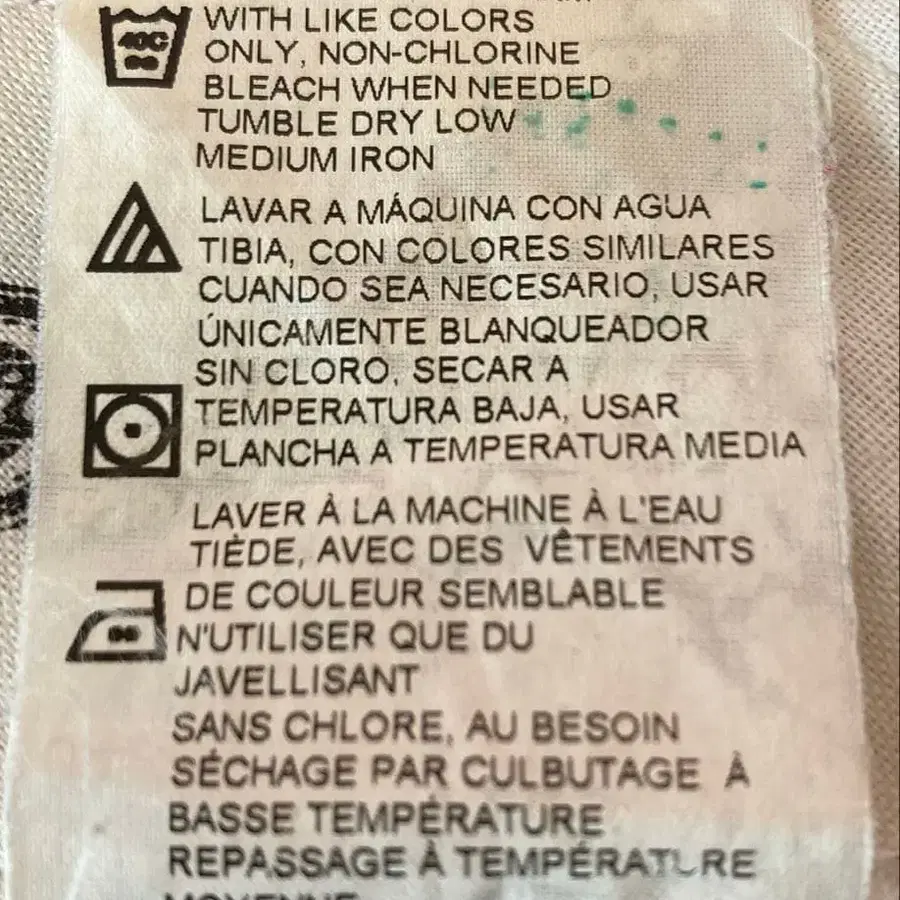 40C
WITH LIKE COLORS
ONLY, NON-CHLORINE
BLEACH WHEN NEEDED
TUMBLE DRY LOW
MEDIUM IRON
LAVAR A MÁQUINA CON AGUA
TIBIA, CON COLORES SIMILARES
CUANDO SEA NECESARIO, USAR
ÚNICAMENTE BLANQUEADOR
SIN CLORO, SECAR A
TEMPERATURA BAJA, USAR
PLANCHA A TEMPERATURA MEDIA
LAVER À LA MACHINE À L'EAU
TIÈDE, AVEC DES VÊTEMENTS
DE COULEUR SEMBLABLE
N'UTILISER QUE DU
JAVELLISANT
SANS CHLORE, AU BESOIN
SÉCHAGE PAR CULBUTAGE À
BASSE TEMPÉRATURE
REPASSAGE À TEMPÉRATURE
MOYENNE